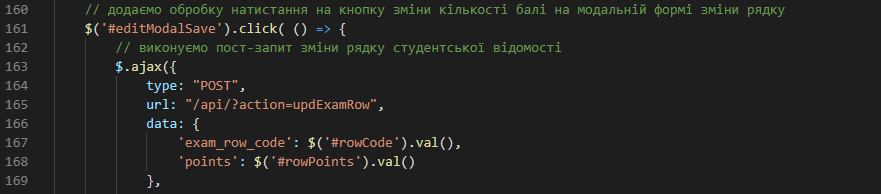 160 // додаємо обробку натистання на кнопку зміни кількості балі на модальній формі зміни рядку
161 $('#editModalSave').click( () => {
162 // виконуємо пост-запит зміни рядку студентської відомості
163 $.ajax({
164 type: "POST",
165 url: "/api/?action=updExamRow",
166 data: {
167 'exam_row_code': $('#rowCode').val(),
168 'points': $('#rowPoints').val()
169 },